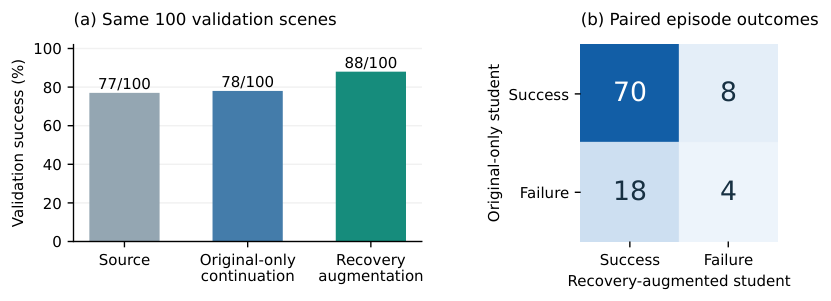 (a) Same 100 validation scenes
Validation success (%)
100
80
60
40
20
0
77/100
78/100
88/100
Source
Original-only
continuation
Recovery
augmentation
(b) Paired episode outcomes
Original-only student
Success
Failure
70
8
18
4
Success
Failure
Recovery-augmented student